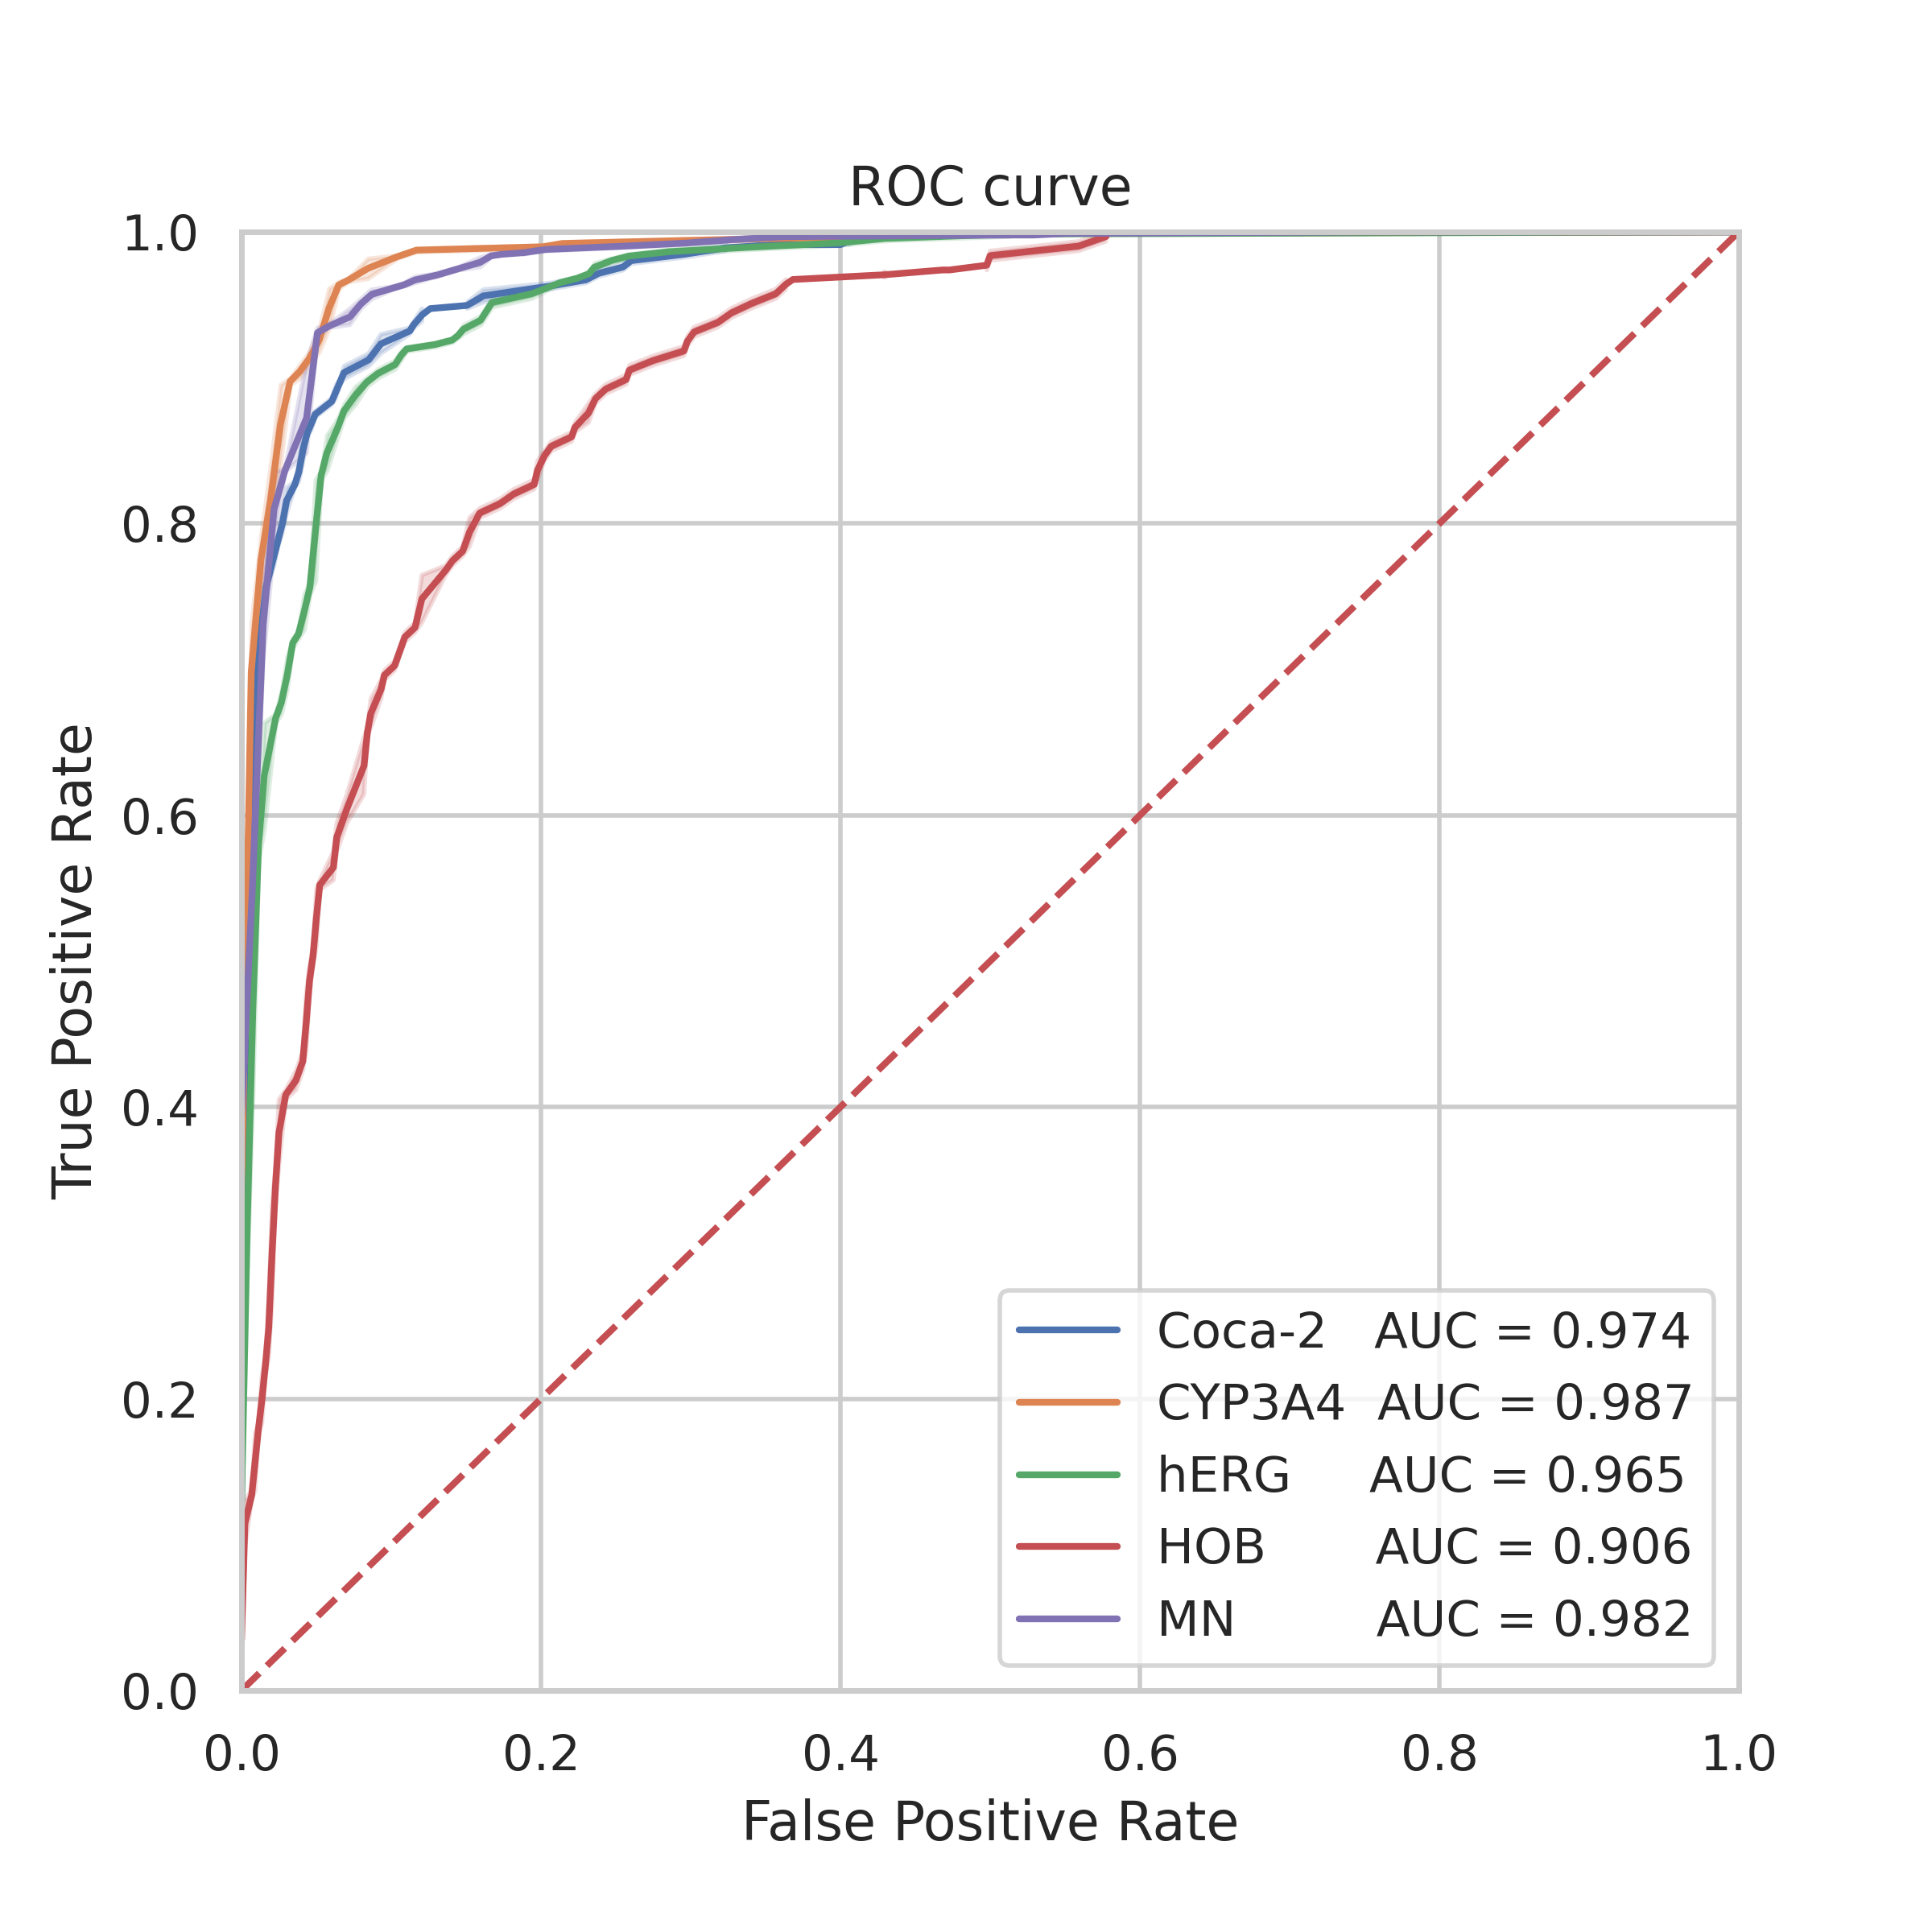 ROC curve
1.0
0.8
0.6
0.4
0.2
0.0
True Positive Rate
Coca-2 AUC = 0.974
CYP3A4 AUC = 0.987
hERG AUC = 0.965
HOB AUC = 0.906
MN AUC = 0.982
0.0 0.2 0.4 0.6 0.8 1.0
False Positive Rate